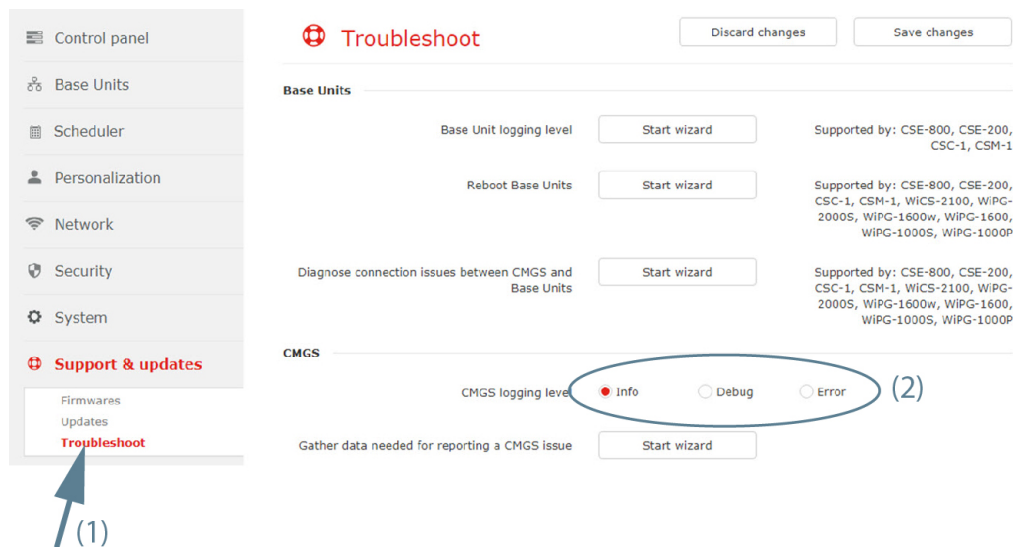 Control panel
Base Units
Scheduler
Personalization
Network
Security
System
Support & updates
Firmwares
Updates
Troubleshoot
(1)
Troubleshoot
Discard changes
Save changes
Base Units
Base Unit logging level
Start wizard
Supported by: CSE-800, CSE-200,
CSC-1, CSM-1
Reboot Base Units
Start wizard
Supported by: CSE-800, CSE-200,
CSC-1, CSM-1, WiCS-2100, WiPG-
2000S, WiPG-1600w, WiPG-1600,
WiPG-1000S, WiPG-1000P
Diagnose connection issues between CMGS and
Base Units
Start wizard
Supported by: CSE-800, CSE-200,
CSC-1, CSM-1, WiCS-2100, WiPG-
2000S, WiPG-1600w, WiPG-1600,
WiPG-1000S, WiPG-1000P
CMGS
CMGS logging level
Info
Debug
Error
(2)
Gather data needed for reporting a CMGS issue
Start wizard